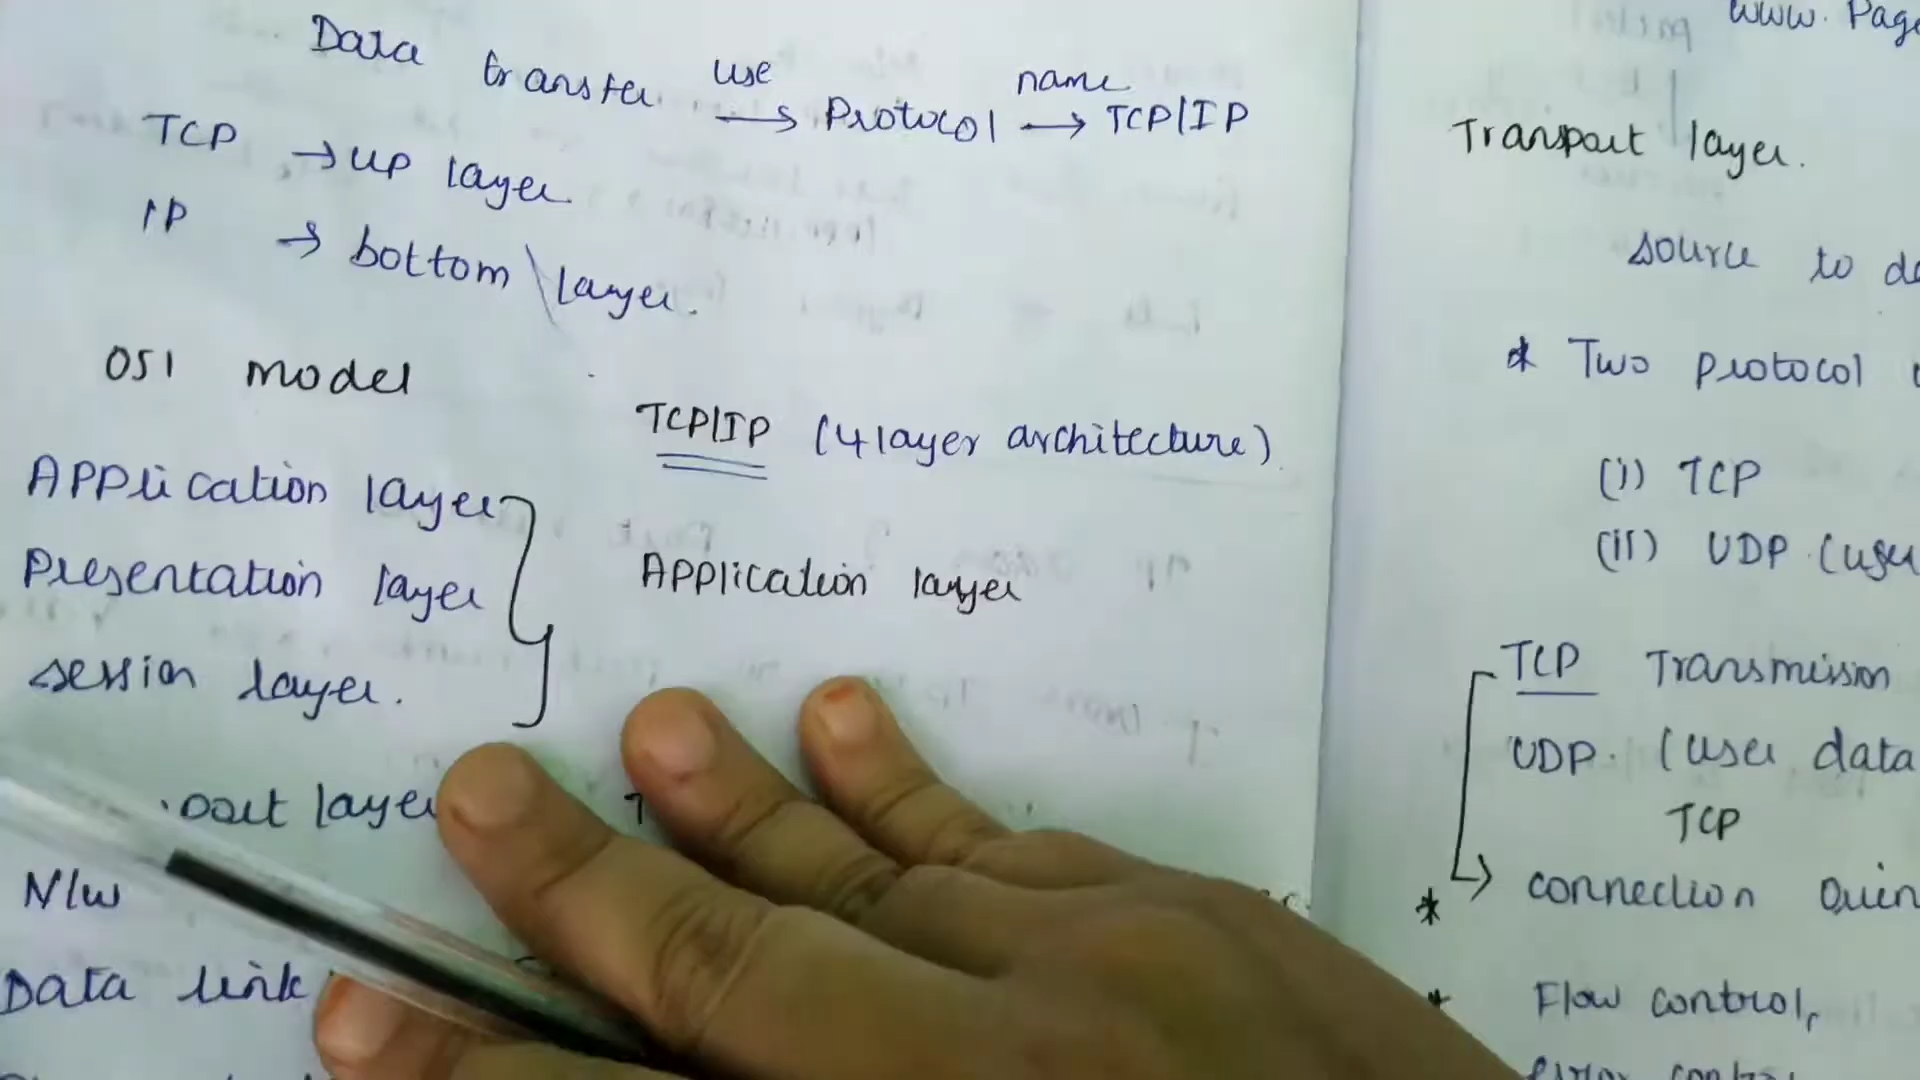 Data transfer use → Protocol name → TCP/IP
TCP → up layer.
IP → bottom layer.
OSI model
TCP/IP (4 layer architecture)
Application layer
Presentation layer
session layer.
Application layer
layer
N/w
Data link
www.
Transport layer.
source to
* Two protocol
(i) TCP
(ii) UDP (user
TCP Transmission
UDP. (user data
TCP
* connection
* Flow control,
error